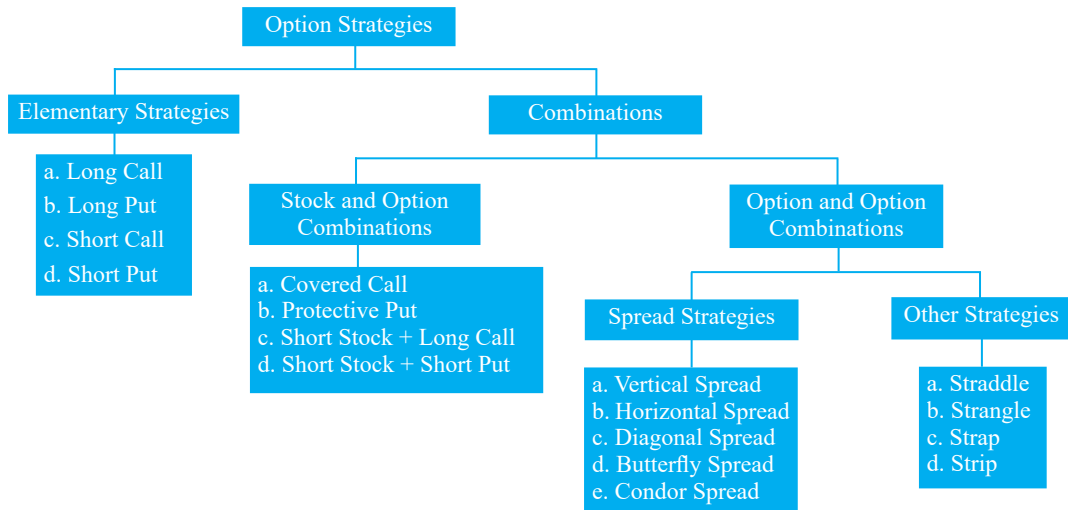 Option Strategies
Elementary Strategies
Combinations
a. Long Call
b. Long Put
c. Short Call
d. Short Put
Stock and Option
Combinations
Option and Option
Combinations
a. Covered Call
b. Protective Put
c. Short Stock + Long Call
d. Short Stock + Short Put
Spread Strategies
Other Strategies
a. Vertical Spread
b. Horizontal Spread
c. Diagonal Spread
d. Butterfly Spread
e. Condor Spread
a. Straddle
b. Strangle
c. Strap
d. Strip